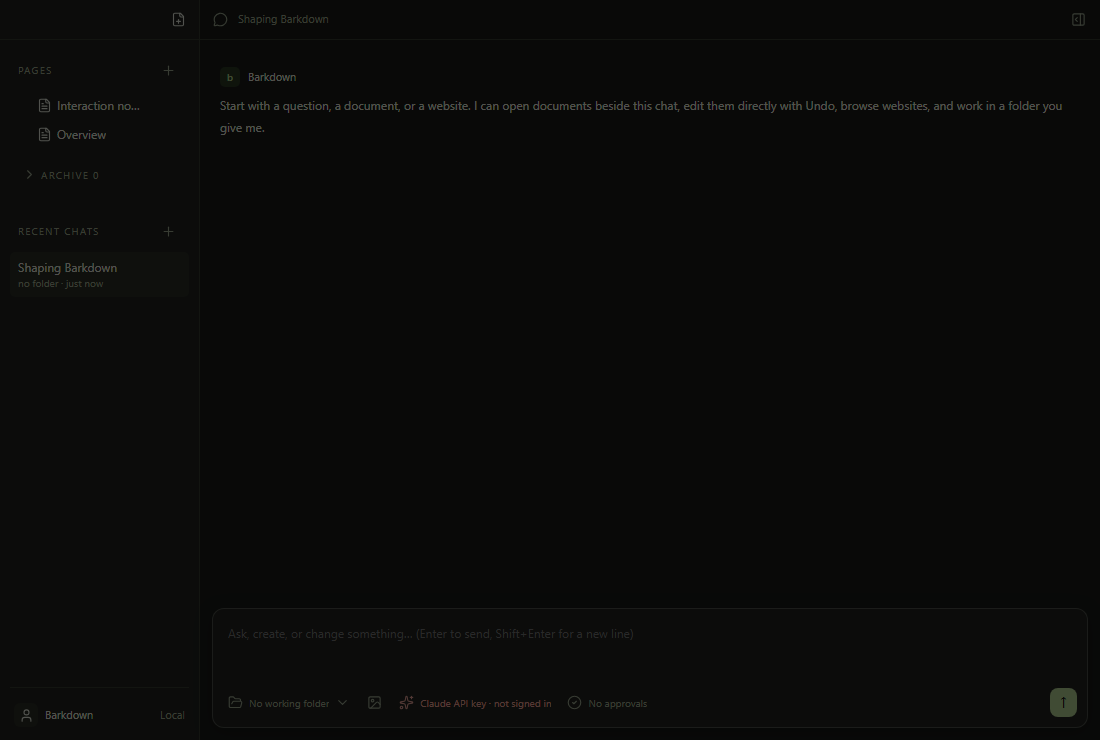 Shaping Barkdown
PAGES
Interaction no...
Overview
ARCHIVE 0
RECENT CHATS
Shaping Barkdown
no folder · just now
Barkdown
Local
b Barkdown
Start with a question, a document, or a website. I can open documents beside this chat, edit them directly with Undo, browse websites, and work in a folder you
give me.
Ask, create, or change something... (Enter to send, Shift+Enter for a new line)
No working folder
Claude API key · not signed in
No approvals